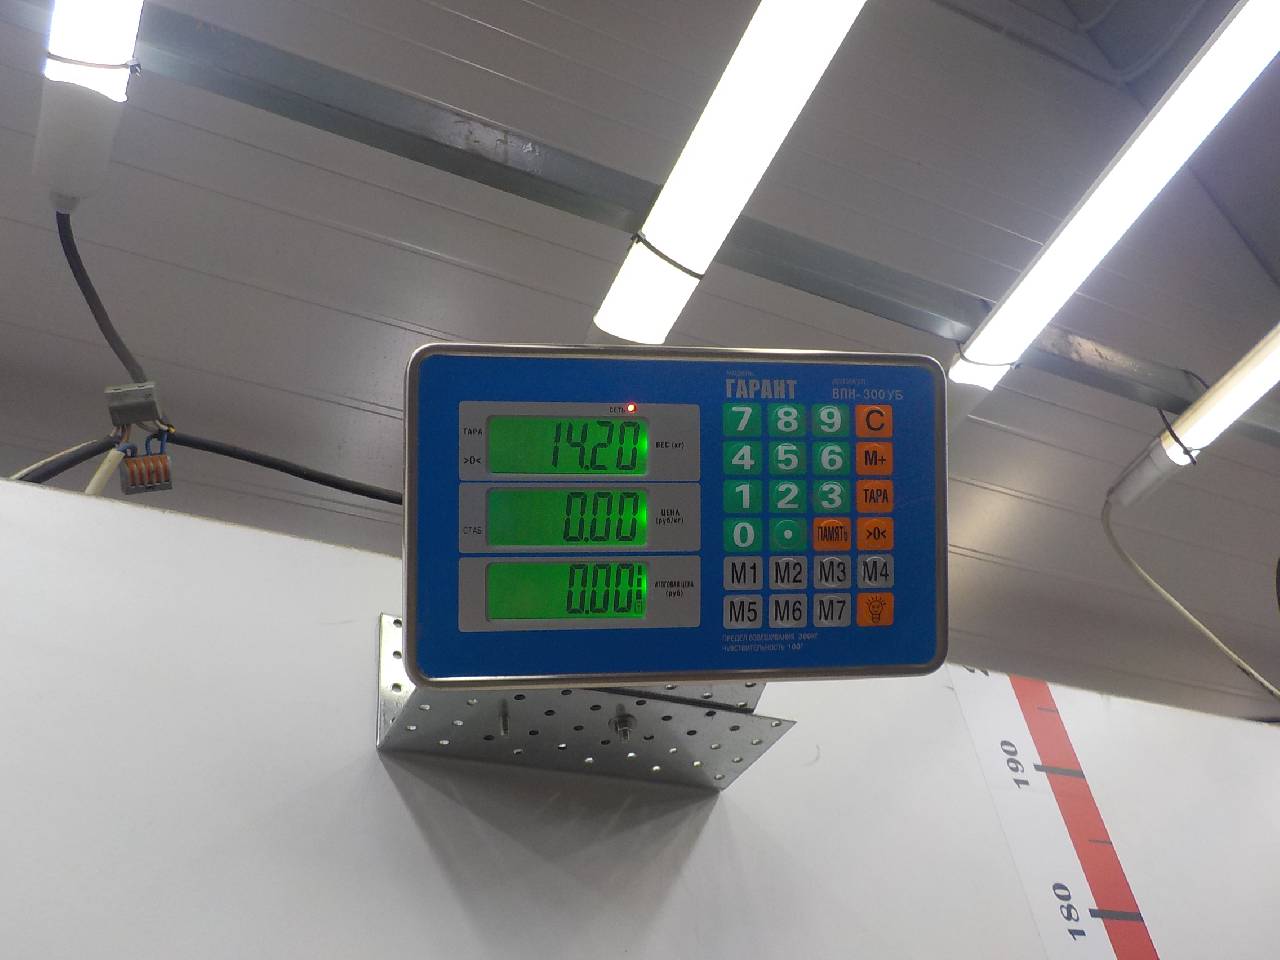 МОДЕЛЬ
ГАРАНТ
АРТИКУЛ
ВПН-300УБ
СЕТЬ
ТАРА
>0<
14.20
ВЕС (кг)
СТАБ
0.00
ЦЕНА
(руб/кг)
0.00
ИТОГОВАЯ ЦЕНА
(руб)
7 8 9 C
4 5 6 M+
1 2 3 ТАРА
0 • ПАМЯТЬ >0<
M1 M2 M3 M4
M5 M6 M7
ПРЕДЕЛ ВЗВЕШИВАНИЯ 300КГ
ЧУВСТВИТЕЛЬНОСТЬ 100Г
190
180